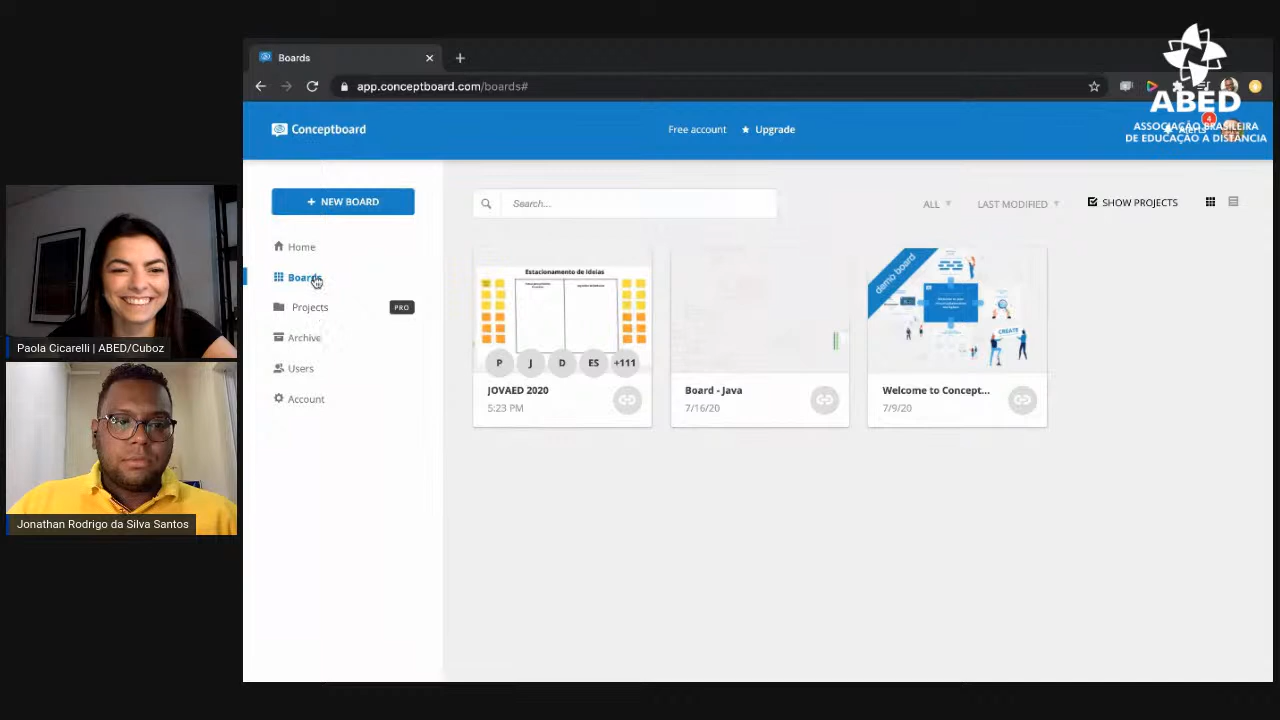 Boards
app.conceptboard.com/boards#
ABED
ASSOCIAÇÃO BRASILEIRA
DE EDUCAÇÃO A DISTÂNCIA
Conceptboard
Free account
Upgrade
4
Alerts
+ NEW BOARD
Search...
ALL
LAST MODIFIED
SHOW PROJECTS
Home
Boards
Projects
PRO
Archive
Users
Account
Estacionamento de Ideias
P
J
D
ES
+111
JOVAED 2020
5:23 PM
Board - Java
7/16/20
demo board
CREATE
Welcome to Concept...
7/9/20
Paola Cicarelli | ABED/Cuboz
Jonathan Rodrigo da Silva Santos